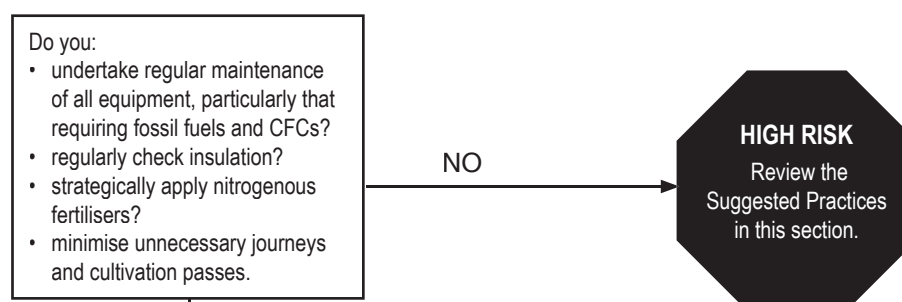 Do you:
• undertake regular maintenance
of all equipment, particularly that
requiring fossil fuels and CFCs?
• regularly check insulation?
• strategically apply nitrogenous
fertilisers?
• minimise unnecessary journeys
and cultivation passes.
NO
HIGH RISK
Review the
Suggested Practices
in this section.